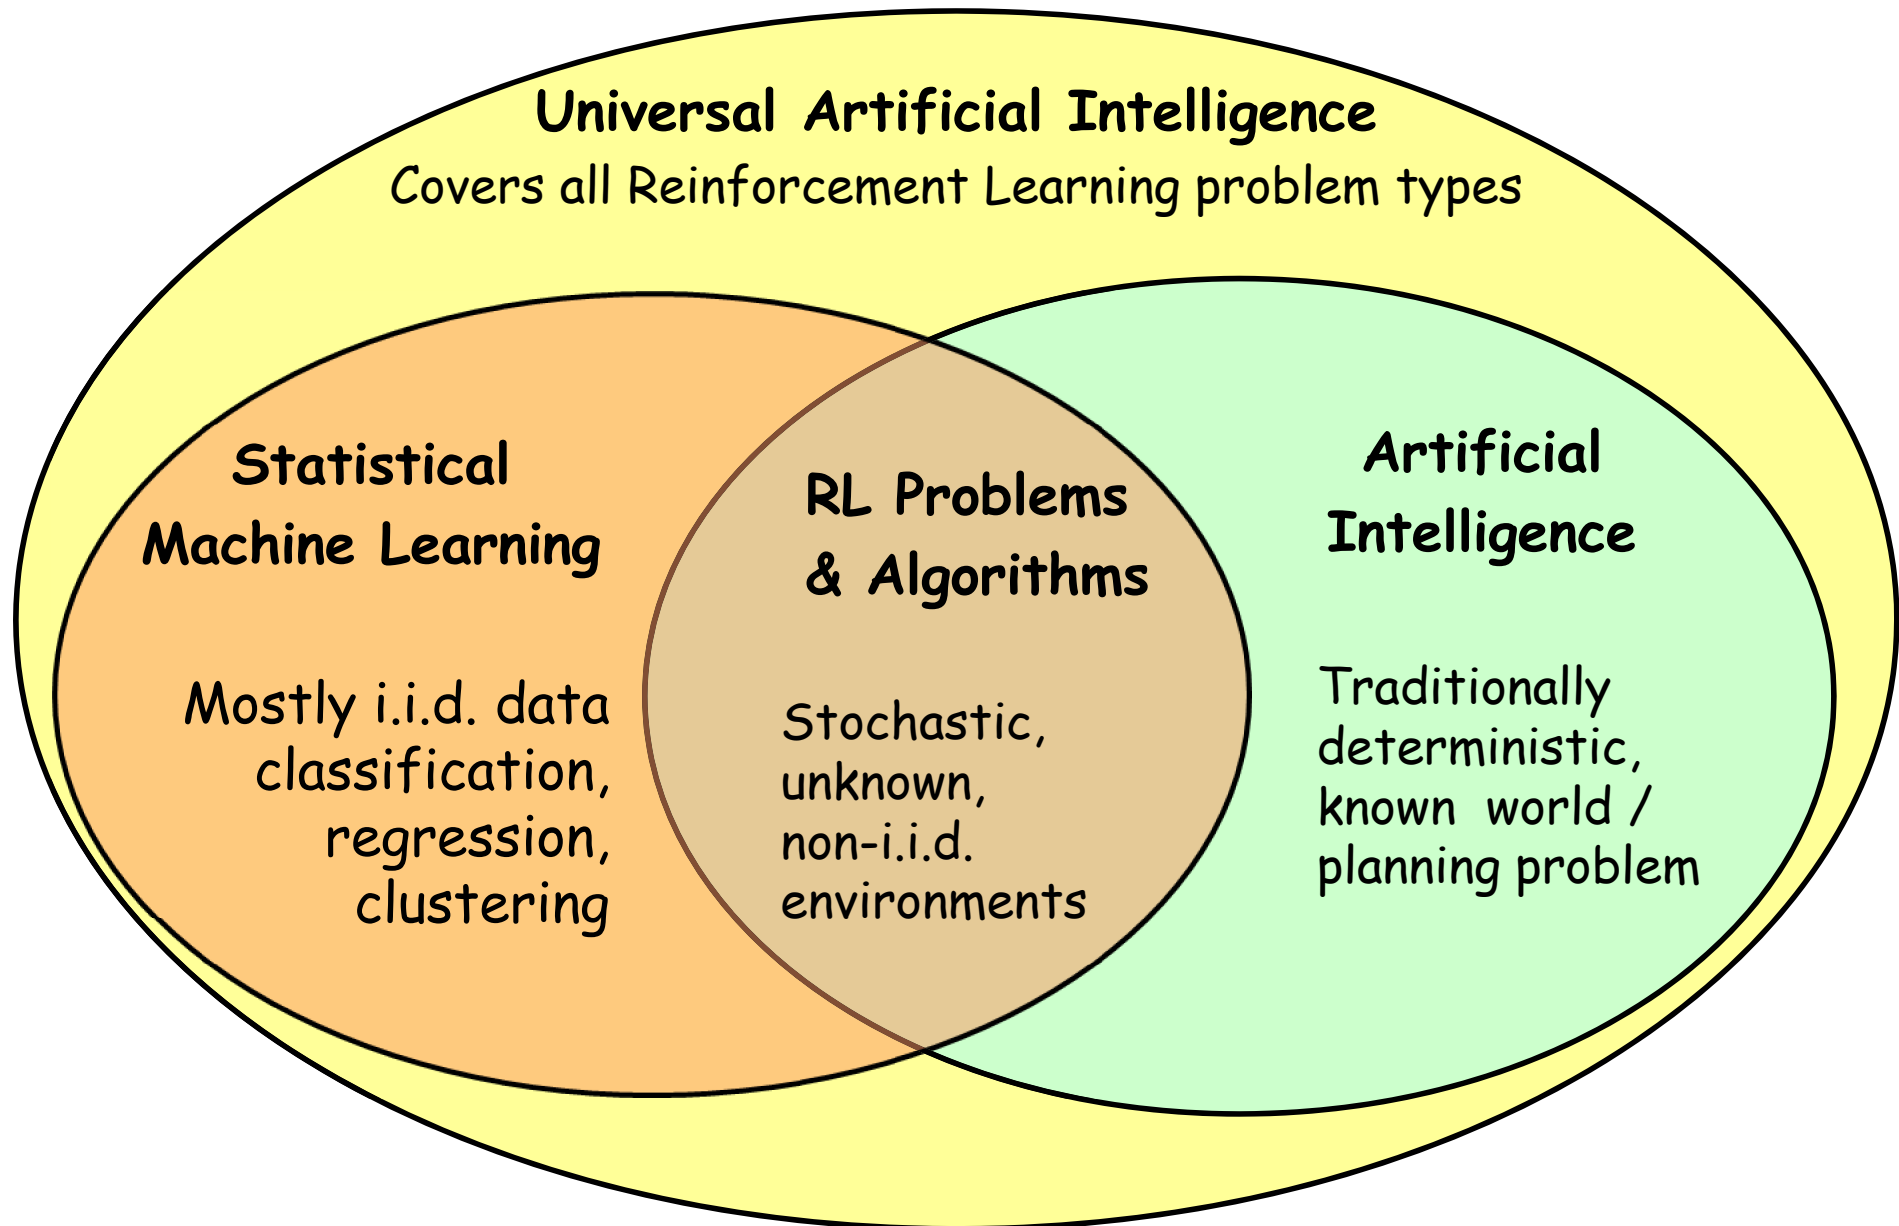 Universal Artificial Intelligence
Covers all Reinforcement Learning problem types
Statistical
Machine Learning
Mostly i.i.d. data
classification,
regression,
clustering
RL Problems
& Algorithms
Stochastic,
unknown,
non-i.i.d.
environments
Artificial
Intelligence
Traditionally
deterministic,
known world /
planning problem